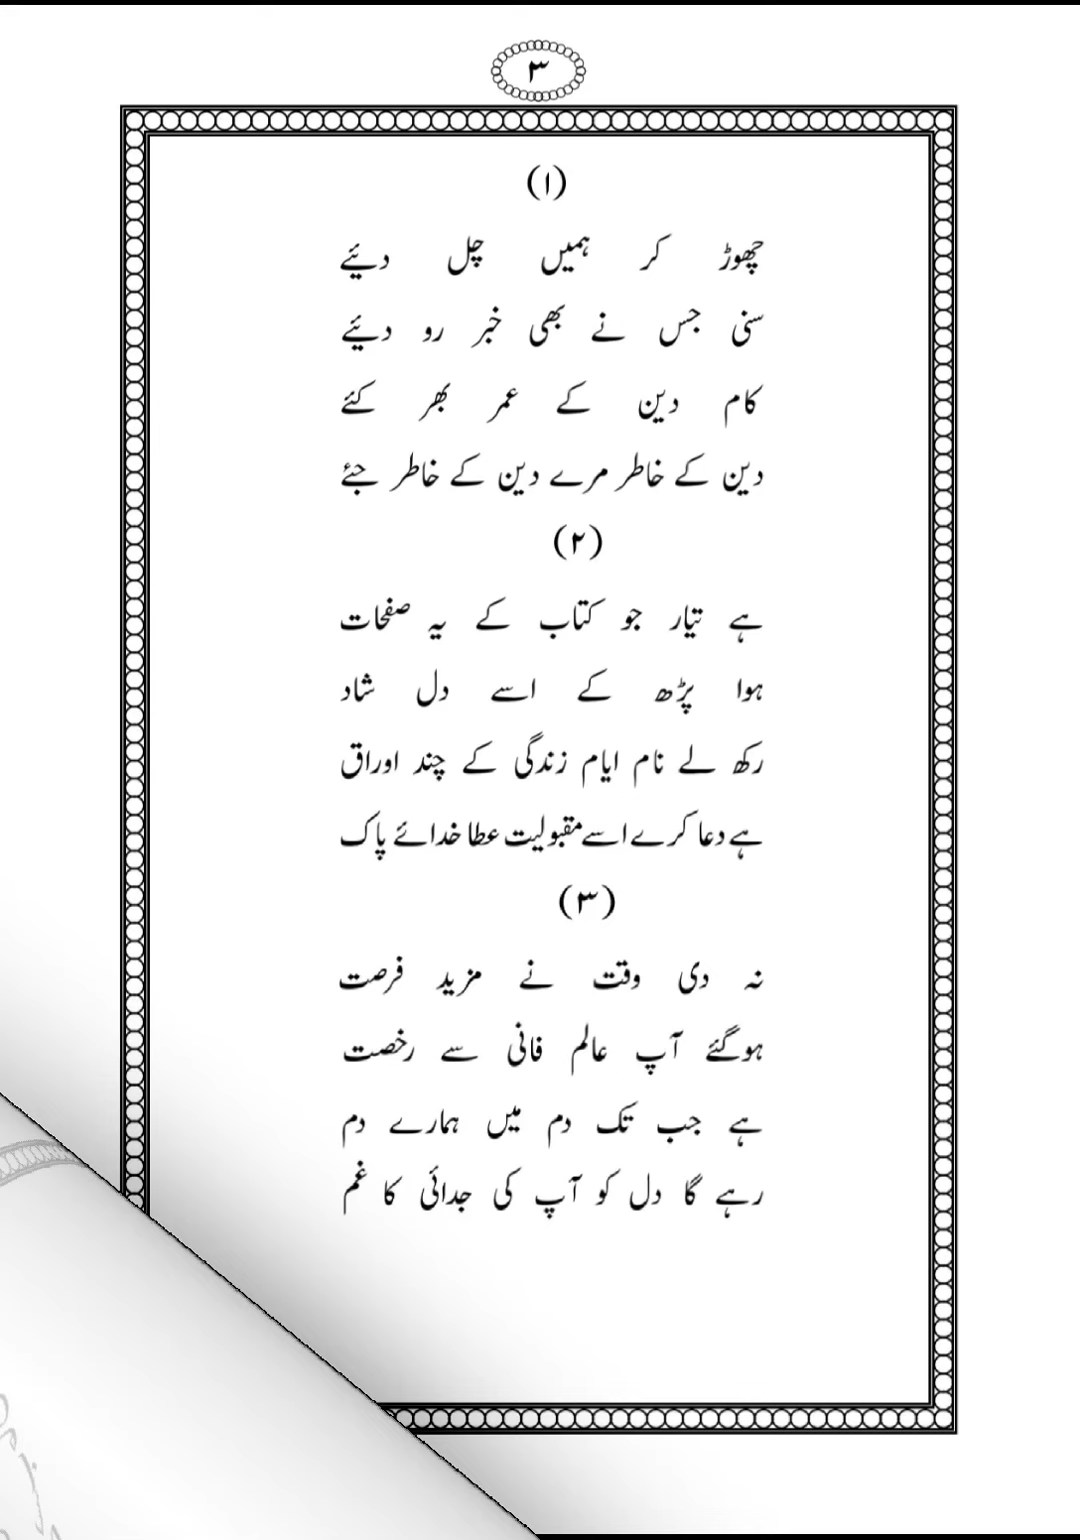 ۳
(۱)
چھوڑ کر ہمیں چل دیئے
سنی جس نے بھی خبر رو دیئے
کام دین کے عمر بھر کئے
دین کے خاطر مرے دین کے خاطر جئے
(۲)
ہے تیار جو کتاب کے یہ صفحات
ہوا پڑھ کے اسے دل شاد
رکھ لے نام ایام زندگی کے چند اوراق
ہے دعا کرے اسے مقبولیت عطا خدائے پاک
(۳)
نہ دی وقت نے مزید فرصت
ہوگئے آپ عالم فانی سے رخصت
ہے جب تک دم میں ہمارے دم
رہے گا دل کو آپ کی جدائی کا غم